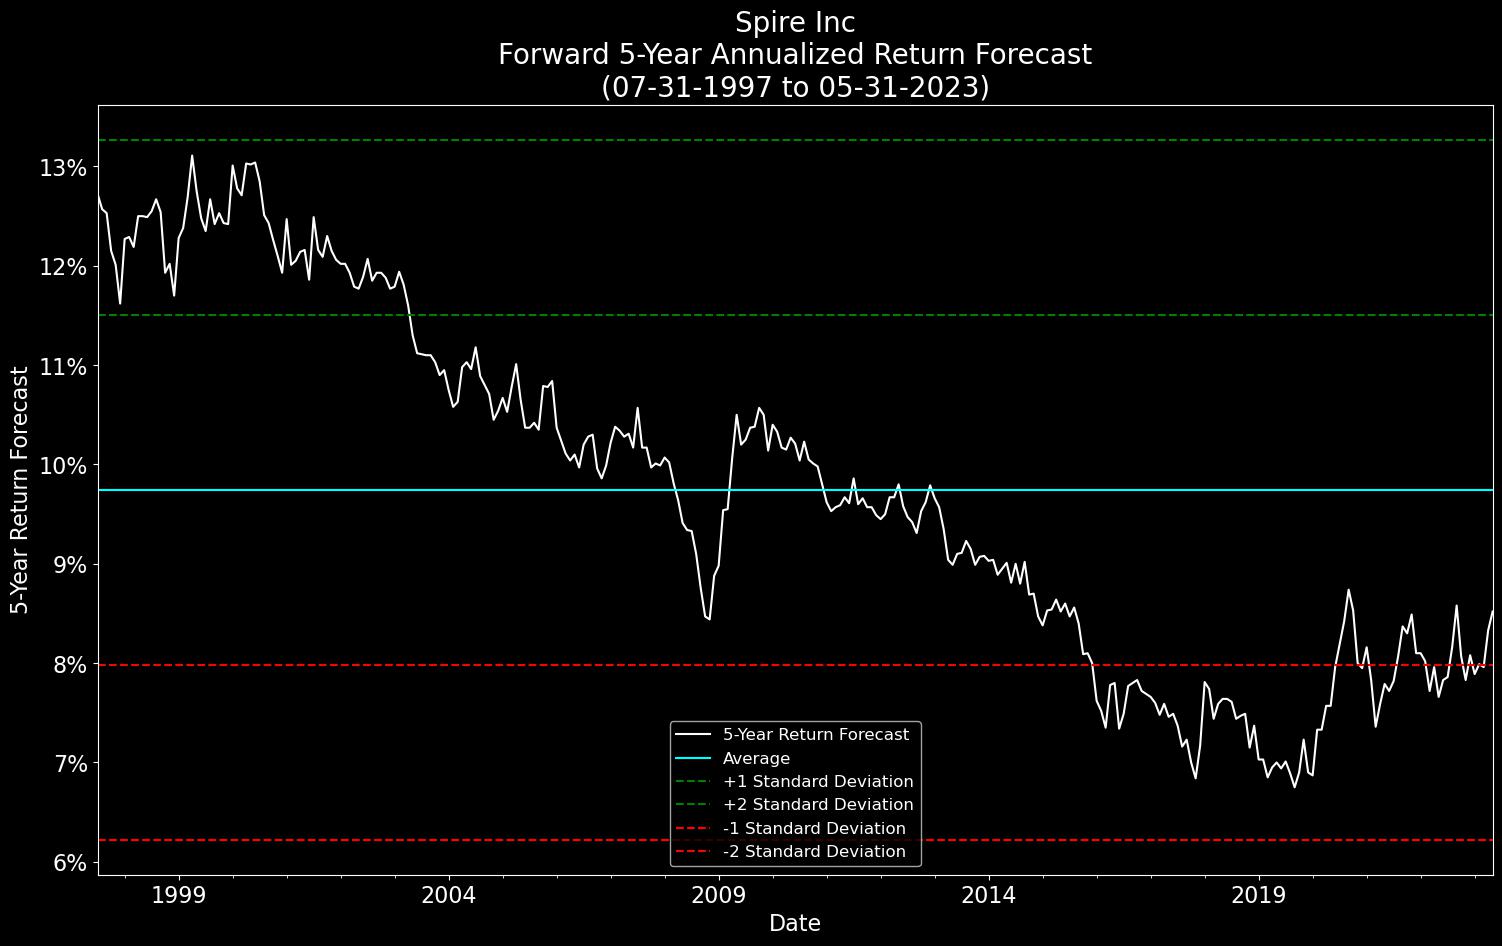 Spire Inc
Forward 5-Year Annualized Return Forecast
(07-31-1997 to 05-31-2023)
5-Year Return Forecast
13%
12%
11%
10%
9%
8%
7%
6%
5-Year Return Forecast
Average
+1 Standard Deviation
+2 Standard Deviation
-1 Standard Deviation
-2 Standard Deviation
1999 2004 2009 2014 2019
Date